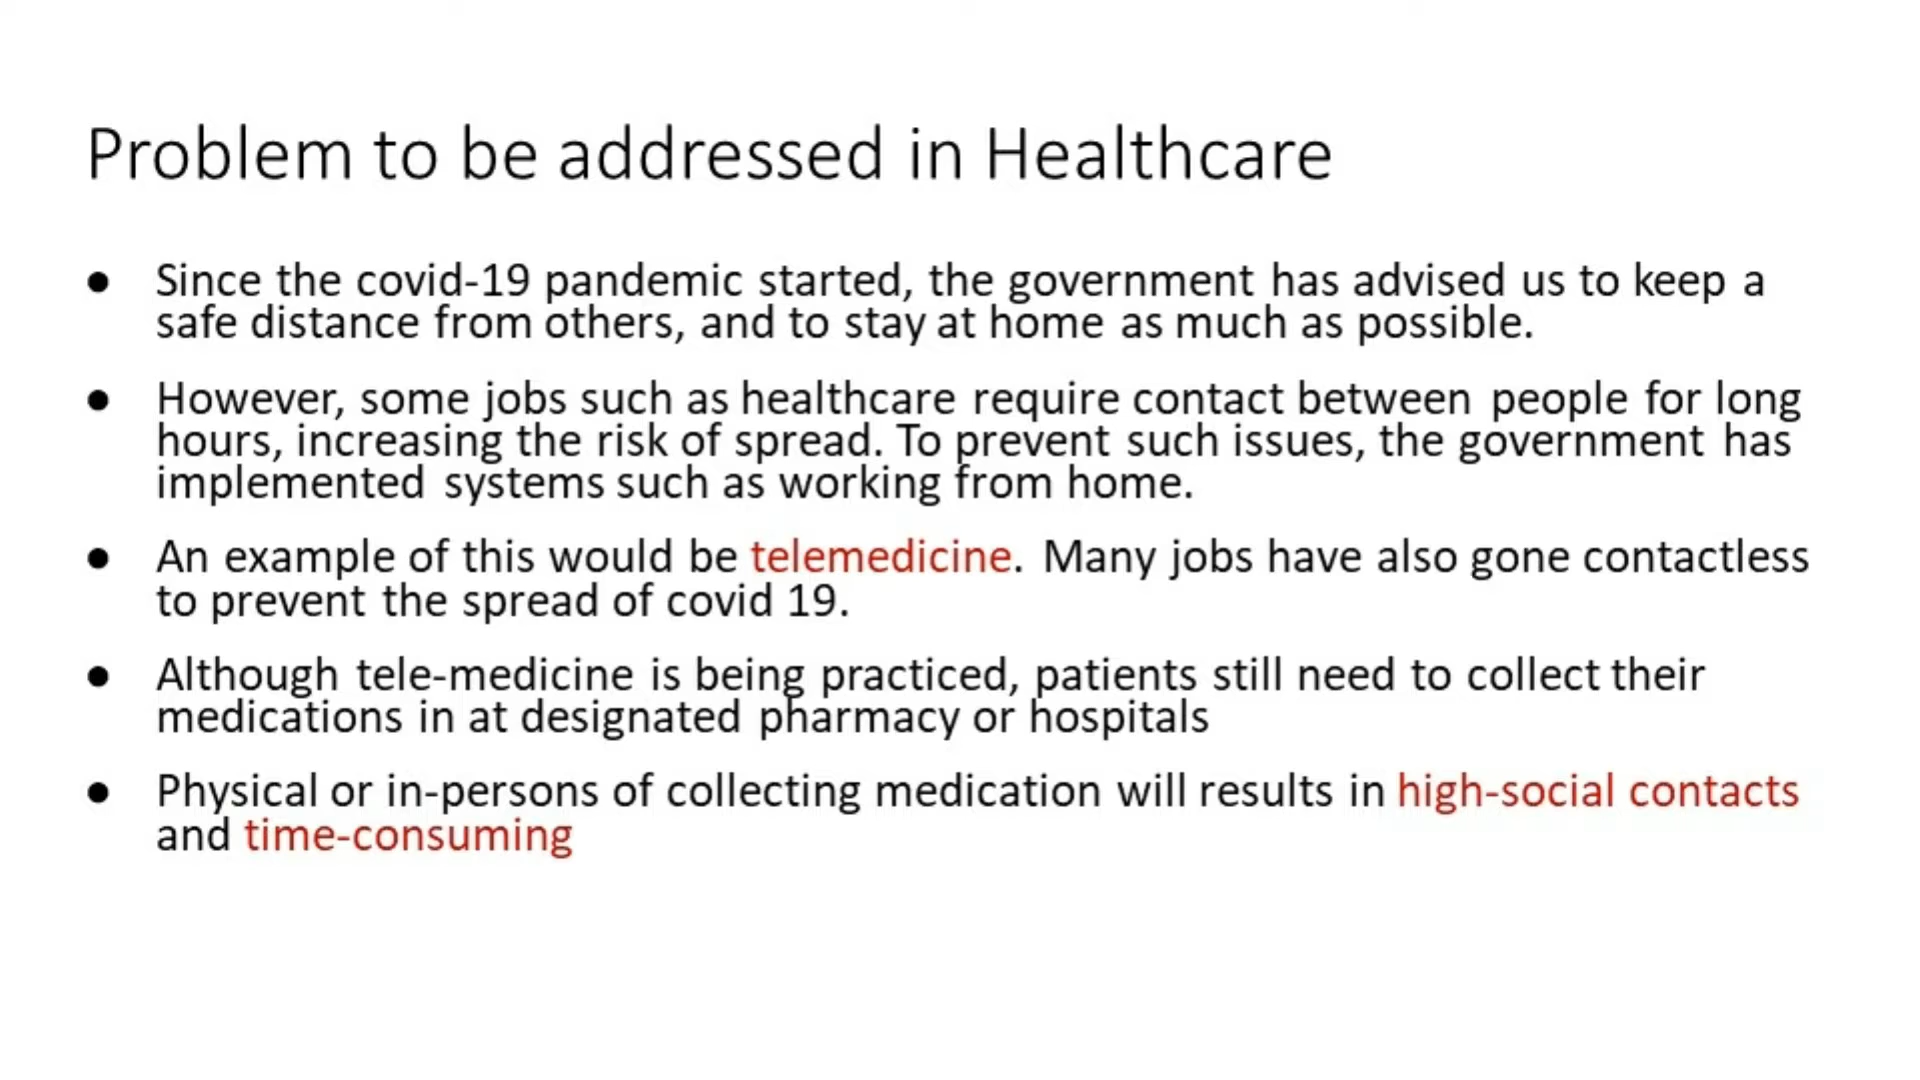 Problem to be addressed in Healthcare
● Since the covid-19 pandemic started, the government has advised us to keep a
safe distance from others, and to stay at home as much as possible.
● However, some jobs such as healthcare require contact between people for long
hours, increasing the risk of spread. To prevent such issues, the government has
implemented systems such as working from home.
● An example of this would be telemedicine. Many jobs have also gone contactless
to prevent the spread of covid 19.
● Although tele-medicine is being practiced, patients still need to collect their
medications in at designated pharmacy or hospitals
● Physical or in-persons of collecting medication will results in high-social contacts
and time-consuming